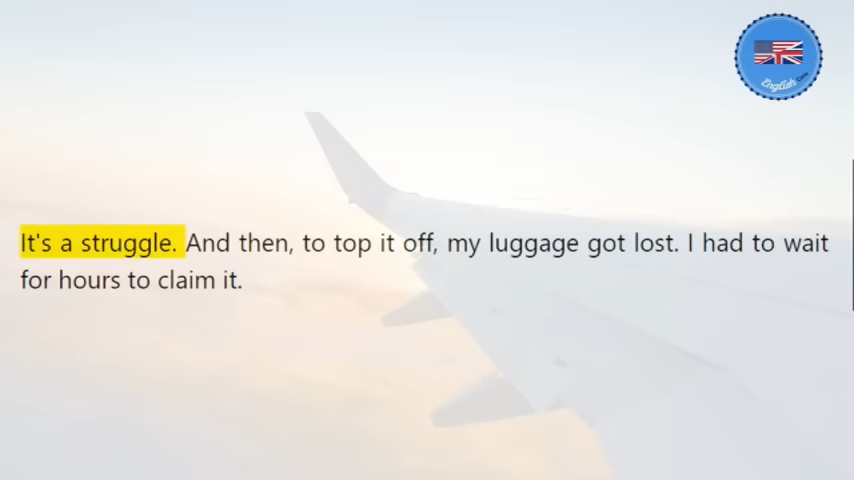 It's a struggle. And then, to top it off, my luggage got lost. I had to wait
for hours to claim it.
English